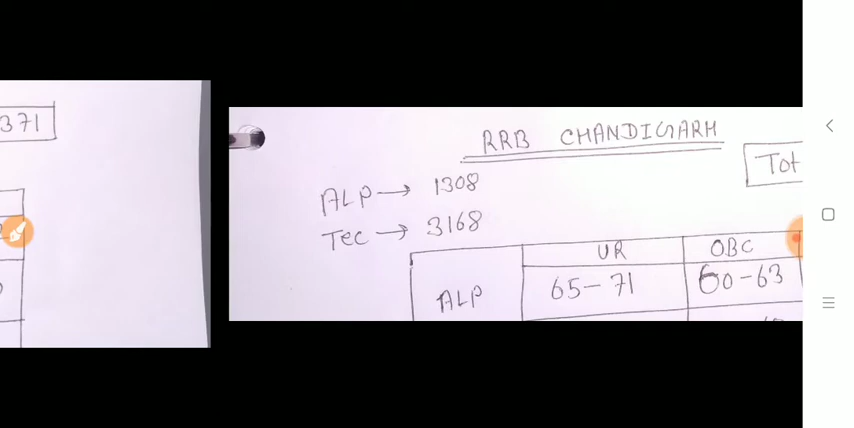 371
RRB CHANDIGARH
Tot
ALP → 1308
Tec → 3168
UR OBC
ALP 65-71 60-63